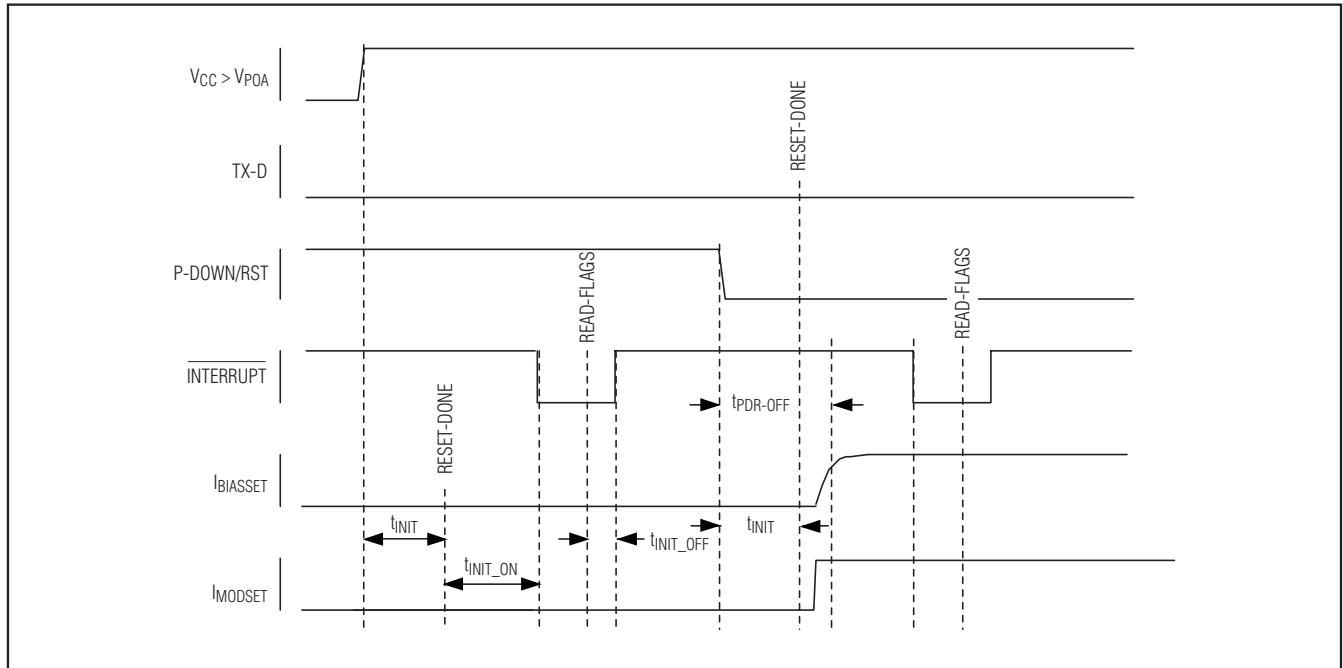 VCC > VPOA
TX-D
RESET-DONE
P-DOWN/RST
READ-FLAGS
READ-FLAGS
INTERRUPT
RESET-DONE
tPDR-OFF
IBIASSET
tINIT
tINIT_OFF
tINIT
tINIT_ON
IMODSET